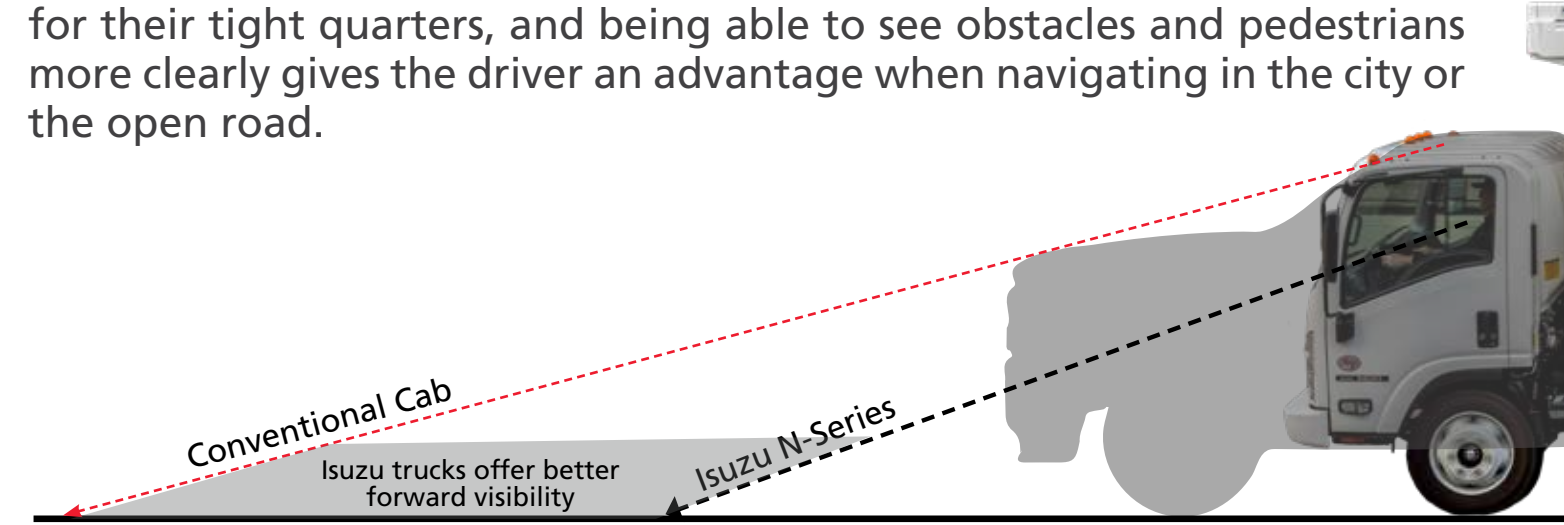 for their tight quarters, and being able to see obstacles and pedestrians
more clearly gives the driver an advantage when navigating in the city or
the open road.
Conventional Cab
Isuzu N-Series
Isuzu trucks offer better
forward visibility